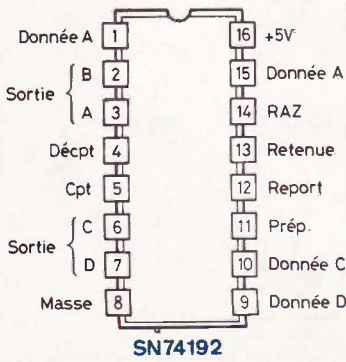 Donnée A 1
16 +5V
B 2
15 Donnée A
Sortie
A 3
14 RAZ
Décpt 4
13 Retenue
Cpt 5
12 Report
C 6
11 Prép.
Sortie
D 7
10 Donnée C
Masse 8
9 Donnée D
SN74192